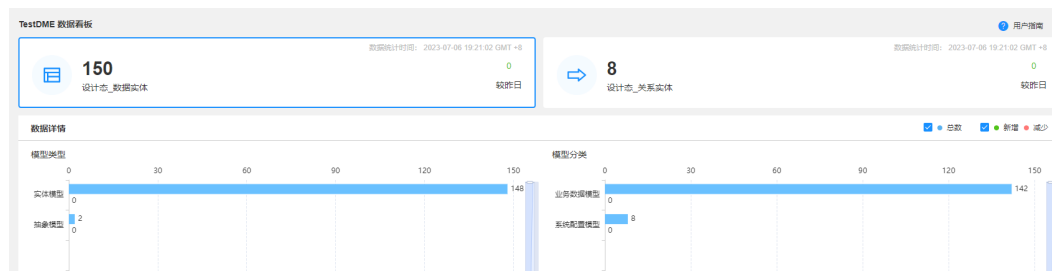 TestDME 数据看板
用户指南
数据统计时间： 2023-07-06 19:21:02 GMT +8
150
设计态_数据实体
0
较昨日
数据统计时间： 2023-07-06 19:21:02 GMT +8
8
设计态_关系实体
0
较昨日
数据详情
总数 新增 减少
模型类型
0 30 60 90 120 150
实体模型 148
0
抽象模型 2
0
模型分类
0 30 60 90 120 150
业务数据模型 142
0
系统配置模型 8
0